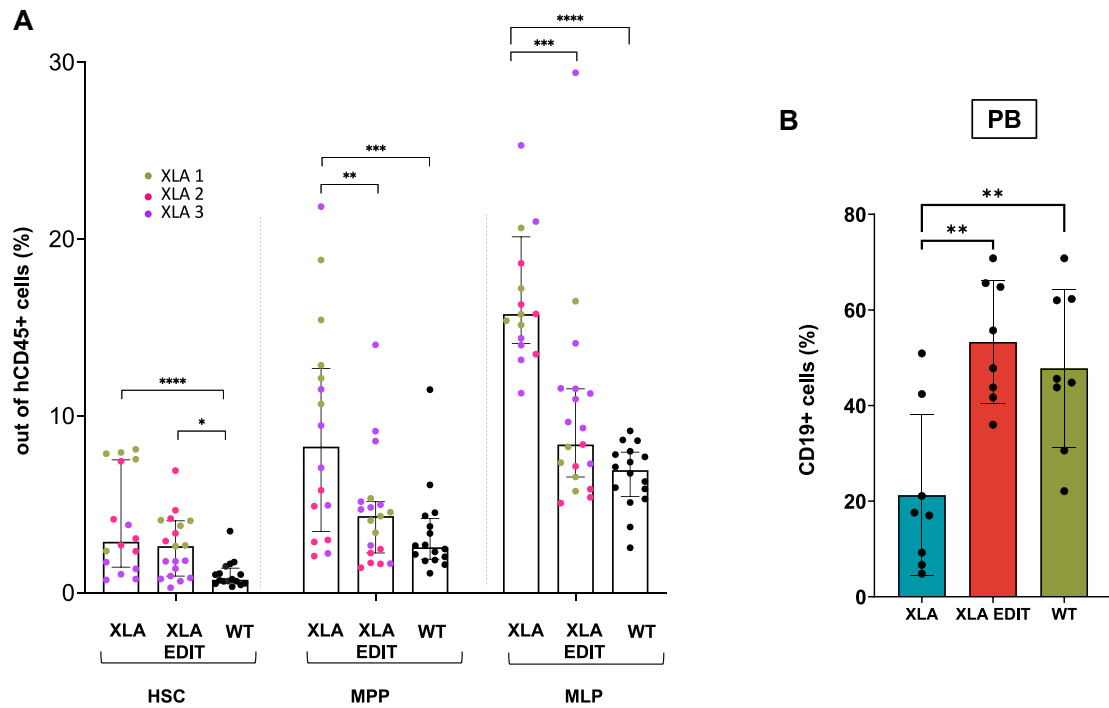 A
out of hCD45+ cells (%)
30
20
10
0
XLA 1
XLA 2
XLA 3
****
*
***
**
****
***
XLA
XLA
EDIT
WT
HSC
XLA
XLA
EDIT
WT
MPP
XLA
XLA
EDIT
WT
MLP
B
PB
CD19+ cells (%)
80
60
40
20
0
**
**
XLA
XLA EDIT
WT